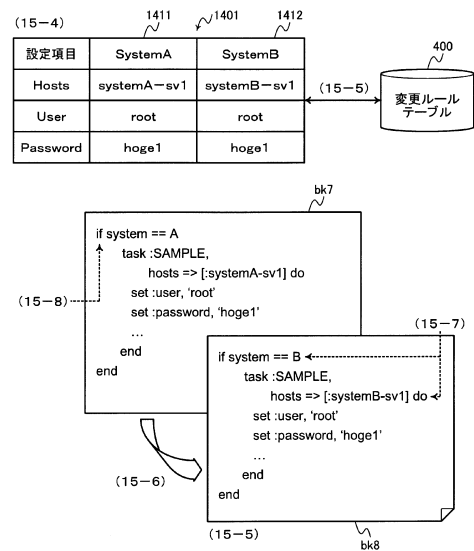 (15-4)
1411
1401
1412
設定項目 SystemA SystemB
Hosts systemA-sv1 systemB-sv1
User root root
Password hoge1 hoge1
(15-5)
400
変更ルール
テーブル
bk7
if system == A
task :SAMPLE,
hosts => [:systemA-sv1] do
set :user, ‘root’
set :password, ‘hoge1’
...
end
end
(15-8)
(15-7)
if system == B
task :SAMPLE,
hosts => [:systemB-sv1] do
set :user, ‘root’
set :password, ‘hoge1’
...
end
end
(15-6)
(15-5)
bk8